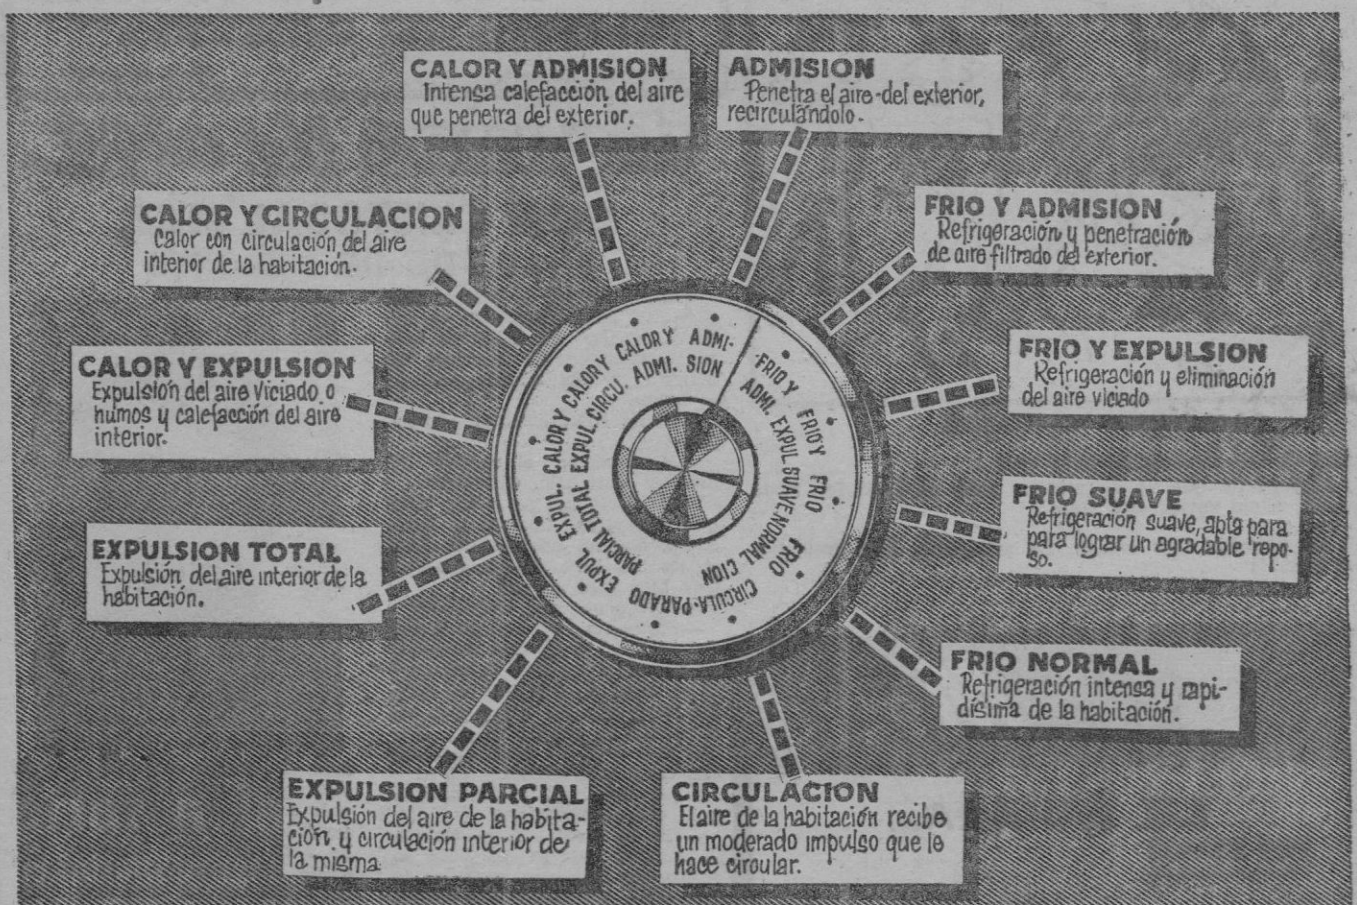 CALOR Y ADMISION
Intensa calefacción del aire
que penetra del exterior.
ADMISION
Penetra el aire del exterior,
recirculándolo.
CALOR Y CIRCULACION
Calor con circulación del aire
interior de la habitación.
FRIO Y ADMISION
Refrigeración y penetración
de aire filtrado del exterior.
CALOR Y EXPULSION
Expulsión del aire viciado o
humos y calefacción del aire
interior.
FRIO Y EXPULSION
Refrigeración y eliminación
del aire viciado
EXPULSION TOTAL
Expulsión del aire interior de la
habitación.
FRIO SUAVE
Refrigeración suave, apta para
para lograr un agradable repo-
so.
FRIO NORMAL
Refrigeración intensa y rapi-
dísima de la habitación.
EXPULSION PARCIAL
Expulsión del aire de la habita-
ción y circulación interior de
la misma
CIRCULACION
El aire de la habitación recibe
un moderado impulso que le
hace circular.
PARADO EXPUL. EXPUL. CALOR Y CALOR Y CALOR Y ADMI- FRIO Y FRIO Y FRIO FRIO CIRCULA-
PARCIAL TOTAL EXPUL. CIRCU. ADMI. SION ADMI. EXPUL SUAVE NORMAL CION